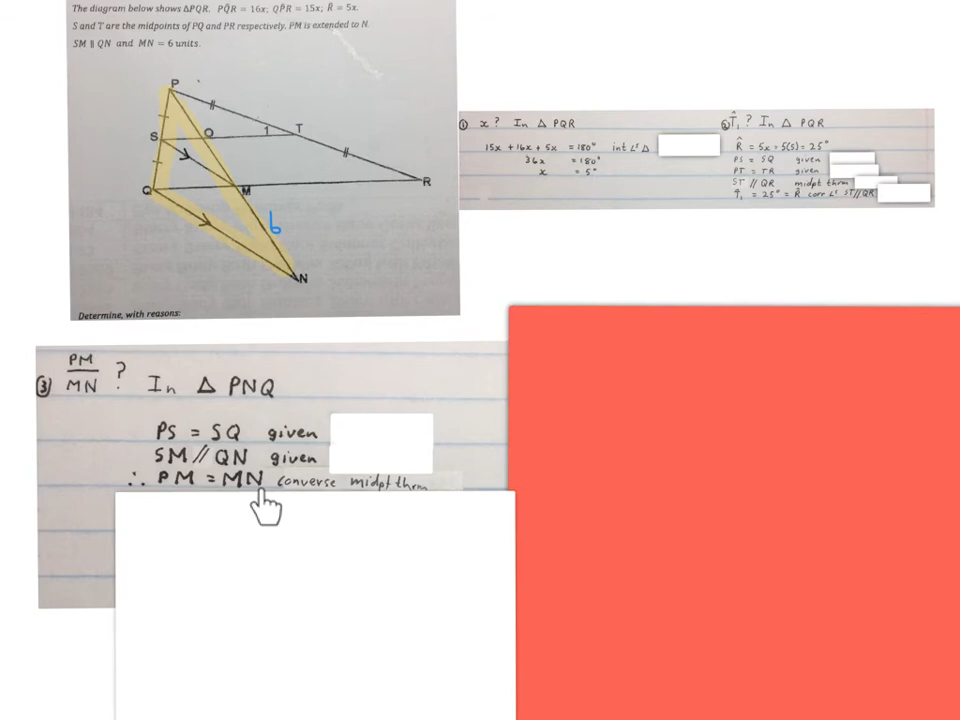 The diagram below shows ΔPQR. PQ̂R = 16x; QP̂R = 15x; R̂ = 5x.
S and T are the midpoints of PQ and PR respectively. PM is extended to N.
SM || QN and MN = 6 units.
P
S
O
1
T
Q
M
R
6
N
Determine, with reasons:
① x? In Δ PQR
15x + 16x + 5x = 180° int ∠s Δ
36x = 180°
x = 5°
② T̂₁? In Δ PQR
R̂ = 5x = 5(5) = 25°
PS = SQ given
PT = TR given
ST // QR midpt thrm
T̂₁ = 25° = R̂ corr ∠s ST//QR
③ PM/MN ? In Δ PNQ
PS = SQ given
SM // QN given
∴ PM = MN converse midpt thrm